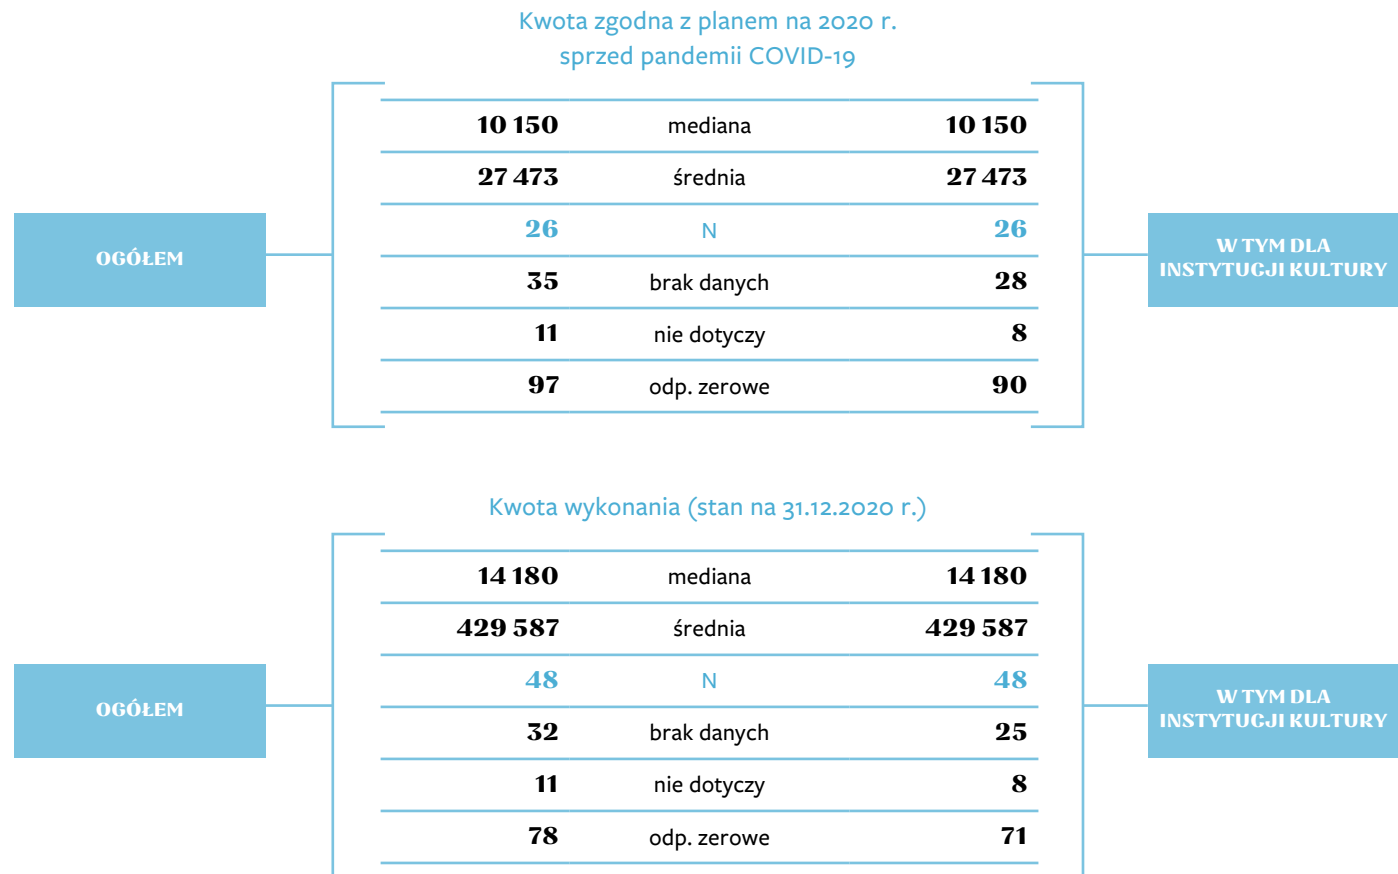 Kwota zgodna z planem na 2020 r.
sprzed pandemii COVID-19
10 150 mediana 10 150
27 473 średnia 27 473
26 N 26
35 brak danych 28
11 nie dotyczy 8
97 odp. zerowe 90
OGÓŁEM
W TYM DLA
INSTYTUCJI KULTURY
Kwota wykonania (stan na 31.12.2020 r.)
14 180 mediana 14 180
429 587 średnia 429 587
48 N 48
32 brak danych 25
11 nie dotyczy 8
78 odp. zerowe 71
OGÓŁEM
W TYM DLA
INSTYTUCJI KULTURY